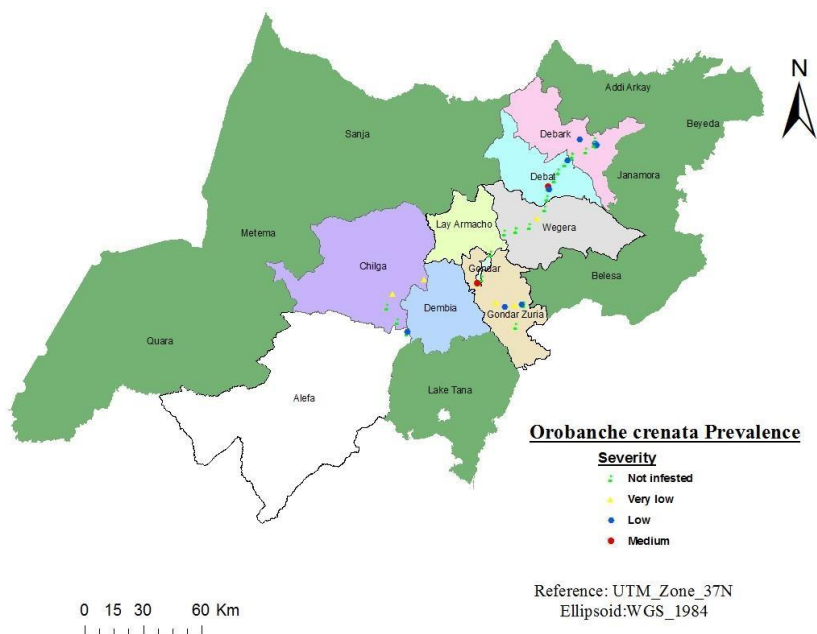 N
Addi Arkay
Beyeda
Debark
Sanja
Debat
Janamora
Lay Armacho
Wegera
Metema
Chilga
Gondar
Belesa
Dembia
Gondar Zuria
Quara
Lake Tana
Alefa
Orobanche crenata Prevalence
Severity
Not infested
Very low
Low
Medium
Reference: UTM_Zone_37N
Ellipsoid:WGS_1984
0 15 30 60 Km